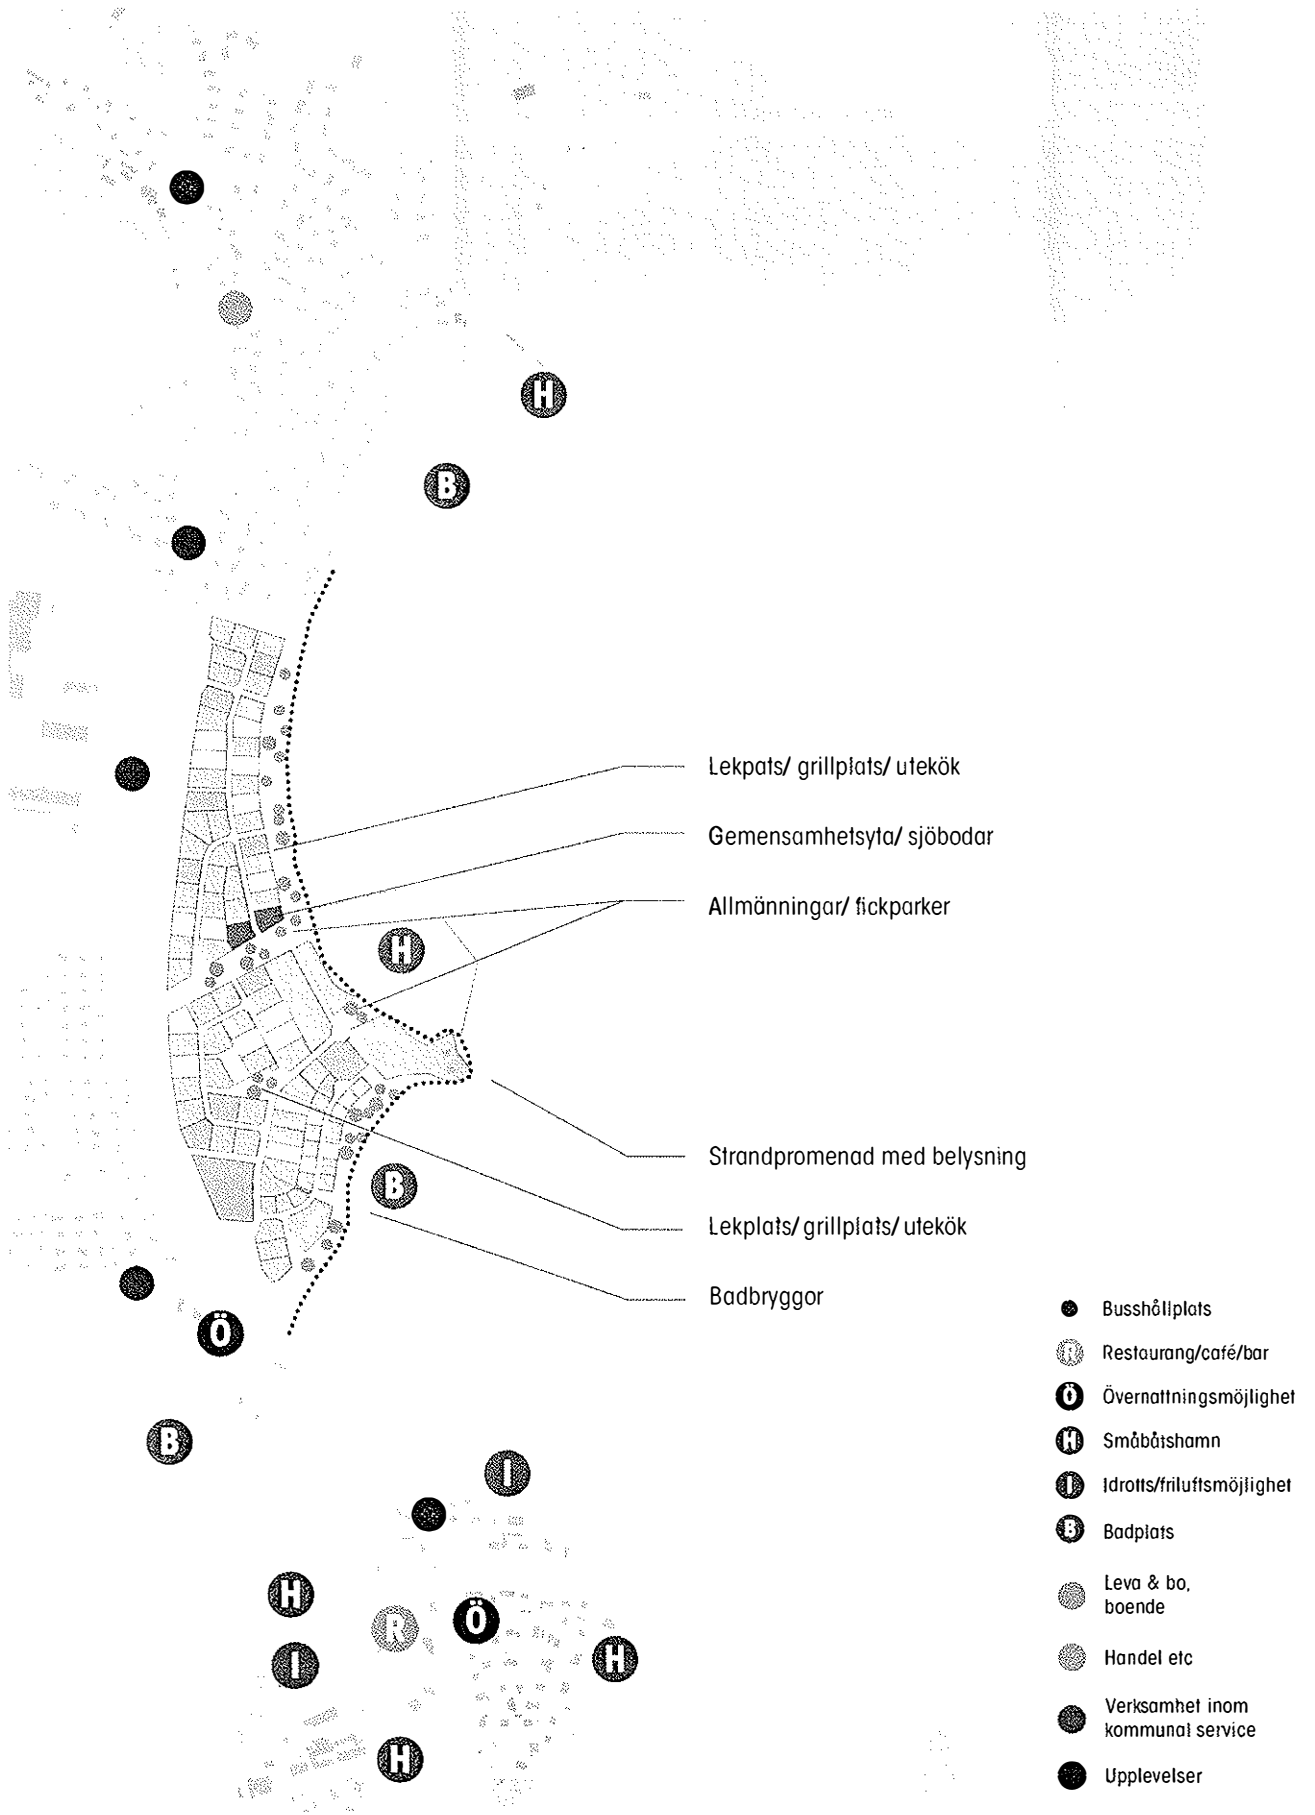 H
B
Lekpats/ grillplats/ utekök
Gemensamhetsyta/ sjöbodar
Allmänningar/ fickparker
H
Strandpromenad med belysning
B
Lekplats/ grillplats/ utekök
Badbryggor
Ö
B
I
H
R
Ö
I
H
H
Busshållplats
R Restaurang/café/bar
Ö Övernattningsmöjlighet
H Småbåtshamn
I Idrotts/friluftsmöjlighet
B Badplats
Leva & bo,
boende
Handel etc
Verksamhet inom
kommunal service
Upplevelser